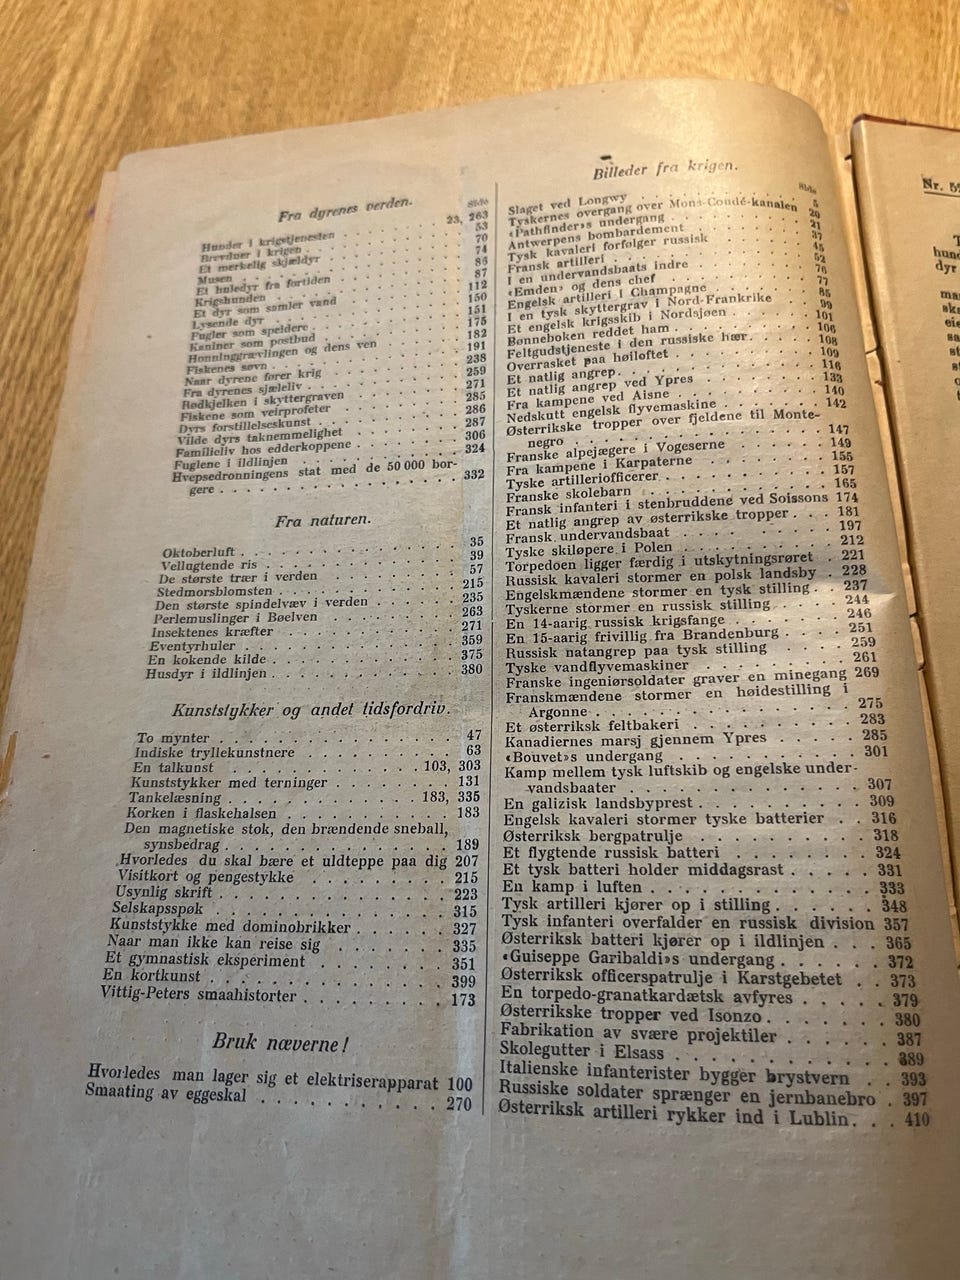 Fra dyrenes verden.
Side
Hunder i krigstjenesten . . . . . . . 23, 263
Brevduer i krigen . . . . . . . . . . 53
Et merkelig skjældyr . . . . . . . . . 70
Musen . . . . . . . . . . . . . 74
Et huledyr fra fortiden . . . . . . . . 86
Krigshunden . . . . . . . . . . . 87
Et dyr som samler vand . . . . . . . . 112
Lysende dyr . . . . . . . . . . . 150
Fugler som speidere . . . . . . . . . 151
Kaniner som postbud . . . . . . . . . 175
Honninggrævlingen og dens ven . . . . . 182
Fiskenes søvn . . . . . . . . . . . 191
Naar dyrene fører krig . . . . . . . . 238
Fra dyrenes sjæleliv . . . . . . . . . 259
Rødkjelken i skyttergraven . . . . . . . 271
Fiskene som veirprofeter . . . . . . . . 285
Dyrs forstillelseskunst . . . . . . . . 286
Vilde dyrs taknemmelighet . . . . . . . 287
Familieliv hos edderkoppene . . . . . . 306
Fuglene i ildlinjen . . . . . . . . . 324
Hvepsedronningens stat med de 50 000 bor-
gere . . . . . . . . . . . . . 332
Fra naturen.
Oktoberluft . . . . . . . . . . . . 35
Vellugtende ris . . . . . . . . . . . 39
De største trær i verden . . . . . . . . 57
Stedmorsblomsten . . . . . . . . . . 215
Den største spindelvæv i verden . . . . . 235
Perlemuslinger i Bøelven . . . . . . . . 263
Insektenes kræfter . . . . . . . . . . 271
Eventyrhuler . . . . . . . . . . . 359
En kokende kilde . . . . . . . . . . 375
Husdyr i ildlinjen . . . . . . . . . . 380
Kunststykker og andet tidsfordriv.
To mynter . . . . . . . . . . . . 47
Indiske tryllekunstnere . . . . . . . . 63
En talkunst . . . . . . . . . . 103, 303
Kunststykker med terninger . . . . . . . 131
Tankelæsning . . . . . . . . . . 183, 335
Korken i flaskehalsen . . . . . . . . . 183
Den magnetiske stok, den brændende sneball,
synsbedrag . . . . . . . . . . . 189
Hvorledes du skal bære et uldteppe paa dig 207
Visitkort og pengestykke . . . . . . . . 215
Usynlig skrift . . . . . . . . . . . 223
Selskapsspøk . . . . . . . . . . . 315
Kunststykke med dominobrikker . . . . . 327
Naar man ikke kan reise sig . . . . . . 335
Et gymnastisk eksperiment . . . . . . . 351
En kortkunst . . . . . . . . . . . 399
Vittig-Peters smaahistorter . . . . . . . 173
Bruk næverne!
Hvorledes man lager sig et elektriserapparat 100
Smaating av eggeskal . . . . . . . . . 270
Billeder fra krigen.
Side
Slaget ved Longwy . . . . . . . . . . 5
Tyskernes overgang over Mons-Condé-kanalen 20
«Pathfinder»s undergang . . . . . . . . 21
Antwerpens bombardement . . . . . . . 37
Tysk kavaleri forfølger russisk . . . . . . 45
Fransk artilleri . . . . . . . . . . . 52
I en undervandsbaats indre . . . . . . . 76
«Emden» og dens chef . . . . . . . . . 77
Engelsk artilleri i Champagne . . . . . . 85
I en tysk skyttergrav i Nord-Frankrike . . . 99
Et engelsk krigsskib i Nordsjøen . . . . . 101
Bønneboken reddet ham . . . . . . . . 106
Feltgudstjeneste i den russiske hær. . . . . 108
Overrasket paa høiloftet . . . . . . . . 109
Et natlig angrep. . . . . . . . . . . 116
Et natlig angrep ved Ypres . . . . . . . 133
Fra kampene ved Aisne . . . . . . . . 140
Nedskutt engelsk flyvemaskine . . . . . . 142
Østerrikske tropper over fjeldene til Monte-
negro . . . . . . . . . . . . . 147
Franske alpejægere i Vogeserne . . . . . 149
Fra kampene i Karpaterne . . . . . . . 155
Tyske artilleriofficerer . . . . . . . . . 157
Franske skolebarn . . . . . . . . . . 165
Fransk infanteri i stenbruddene ved Soissons 174
Et natlig angrep av østerrikske tropper . . . 181
Fransk undervandsbaat . . . . . . . . 197
Tyske skiløpere i Polen . . . . . . . . 212
Torpedoen ligger færdig i utskytningsrøret . 221
Russisk kavaleri stormer en polsk landsby . 228
Engelskmændene stormer en tysk stilling . . 237
Tyskerne stormer en russisk stilling . . . . 244
En 14-aarig russisk krigsfange . . . . . . 246
En 15-aarig frivillig fra Brandenburg . . . 251
Russisk natangrep paa tysk stilling . . . . 259
Tyske vandflyvemaskiner . . . . . . . . 261
Franske ingeniørsoldater graver en minegang 269
Franskmændene stormer en høidestilling i
Argonne . . . . . . . . . . . . 275
Et østerriksk feltbakeri . . . . . . . . 283
Kanadiernes marsj gjennem Ypres . . . . . 285
«Bouvet»s undergang . . . . . . . . . 301
Kamp mellem tysk luftskib og engelske under-
vandsbaater . . . . . . . . . . . 307
En galizisk landsbyprest . . . . . . . . 309
Engelsk kavaleri stormer tyske batterier . . 316
Østerriksk bergpatrulje . . . . . . . . 318
Et flygtende russisk batteri . . . . . . . 324
Et tysk batteri holder middagsrast . . . . 331
En kamp i luften . . . . . . . . . . 333
Tysk artilleri kjører op i stilling . . . . . 348
Tysk infanteri overfalder en russisk division 357
Østerriksk batteri kjører op i ildlinjen . . . 365
«Guiseppe Garibaldi»s undergang . . . . . 372
Østerriksk officerspatrulje i Karstgebetet . . 373
En torpedo-granatkardætsk avfyres . . . . . 379
Østerrikske tropper ved Isonzo . . . . . . 380
Fabrikation av svære projektiler . . . . . 387
Skolegutter i Elsass . . . . . . . . . 389
Italienske infanterister bygger brystvern . . 393
Russiske soldater sprænger en jernbanebro . 397
Østerriksk artilleri rykker ind i Lublin. . . 410